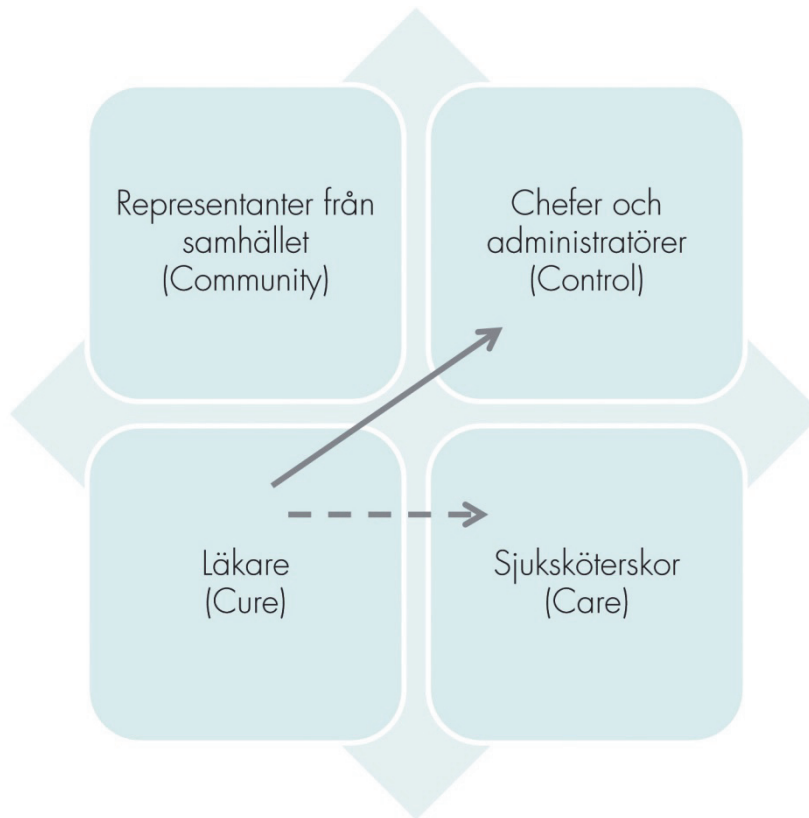 Representanter från
samhället
(Community)
Chefer och
administratörer
(Control)
Läkare
(Cure)
Sjuksköterskor
(Care)